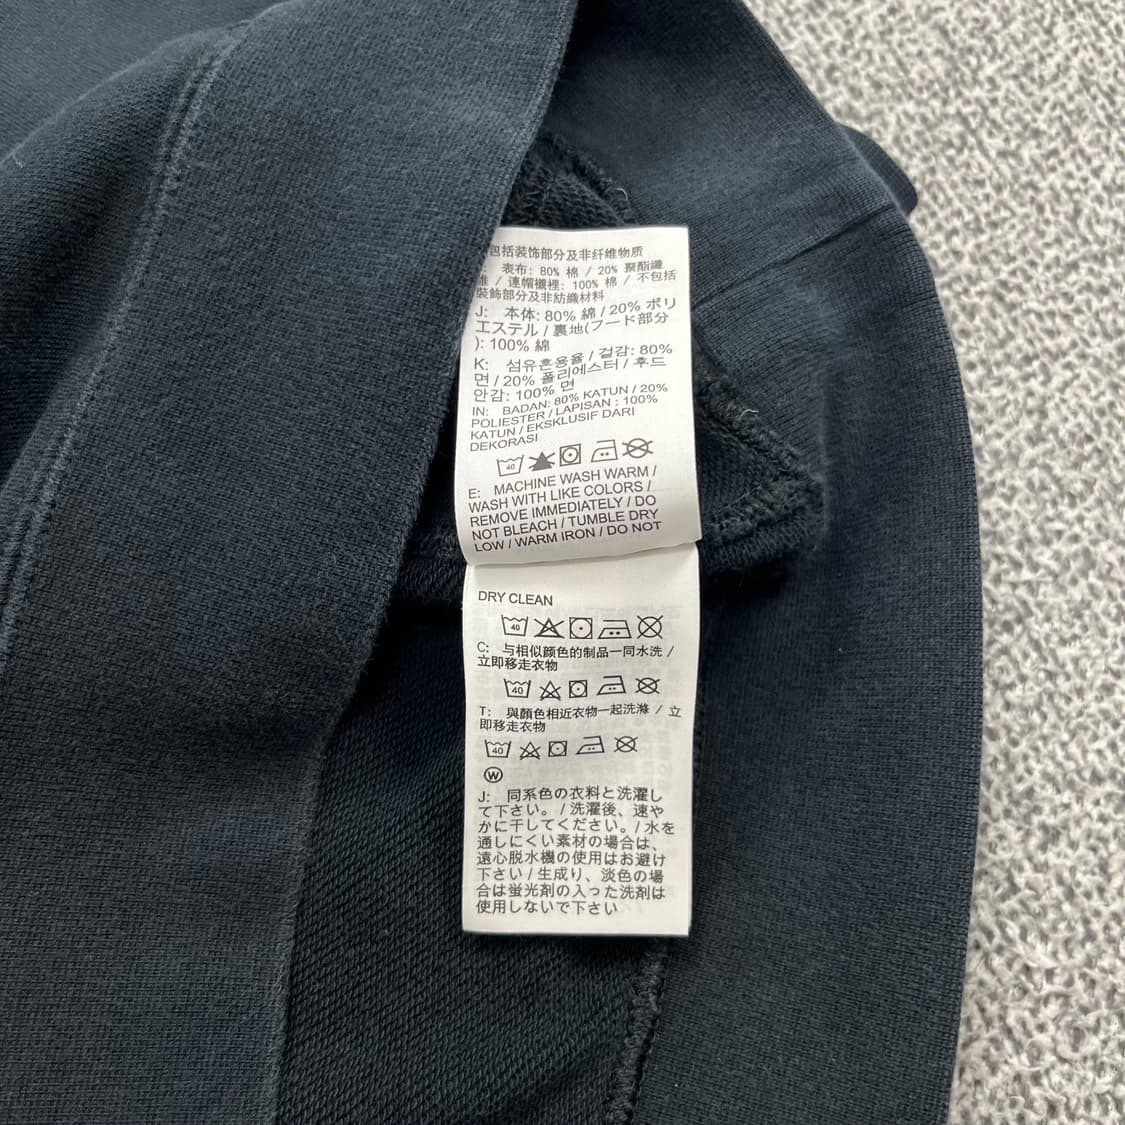 包括装饰部分及非纤维物质
: 表布: 80% 棉 / 20% 聚酯纖
維 / 連帽襯裡: 100% 棉 / 不包括
裝飾部分及非紡織材料
J: 本体: 80% 綿 / 20% ポリ
エステル / 裏地(フード部分
): 100% 綿
K: 섬유혼용율 / 겉감: 80%
면 / 20% 폴리에스터 / 후드
안감: 100% 면
IN: BADAN: 80% KATUN / 20%
POLIESTER / LAPISAN : 100%
KATUN / EKSKLUSIF DARI
DEKORASI
40
E: MACHINE WASH WARM /
WASH WITH LIKE COLORS /
REMOVE IMMEDIATELY / DO
NOT BLEACH / TUMBLE DRY
LOW / WARM IRON / DO NOT
DRY CLEAN
40
C: 与相似颜色的制品一同水洗 /
立即移走衣物
40
T: 與顏色相近衣物一起洗滌 / 立
即移走衣物
40
W
J: 同系色の衣料と洗濯し
て下さい。 / 洗濯後、速や
かに干してください。 / 水を
通しにくい素材の場合は、
遠心脱水機の使用はお避け
下さい / 生成り、淡色の場
合は蛍光剤の入った洗剤は
使用しないで下さい